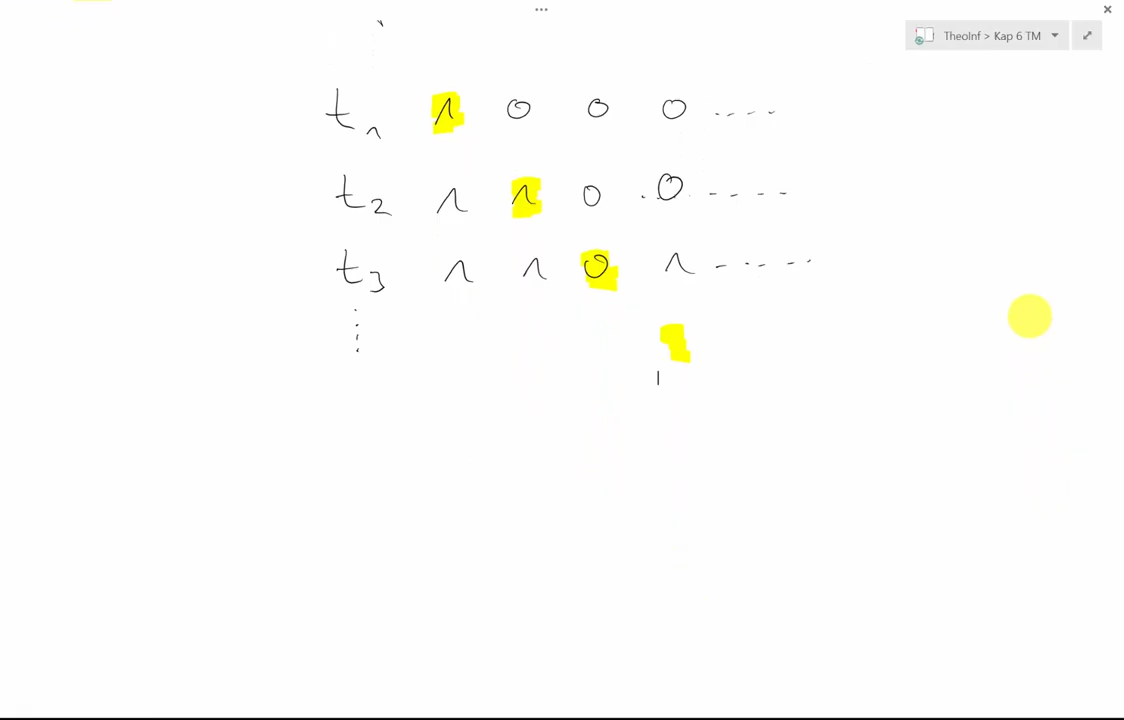 ...
TheoInf > Kap 6 TM
t₁ 1 0 0 0 ....
t₂ 1 1 0 0 ....
t₃ 1 1 0 1 ....
⋮